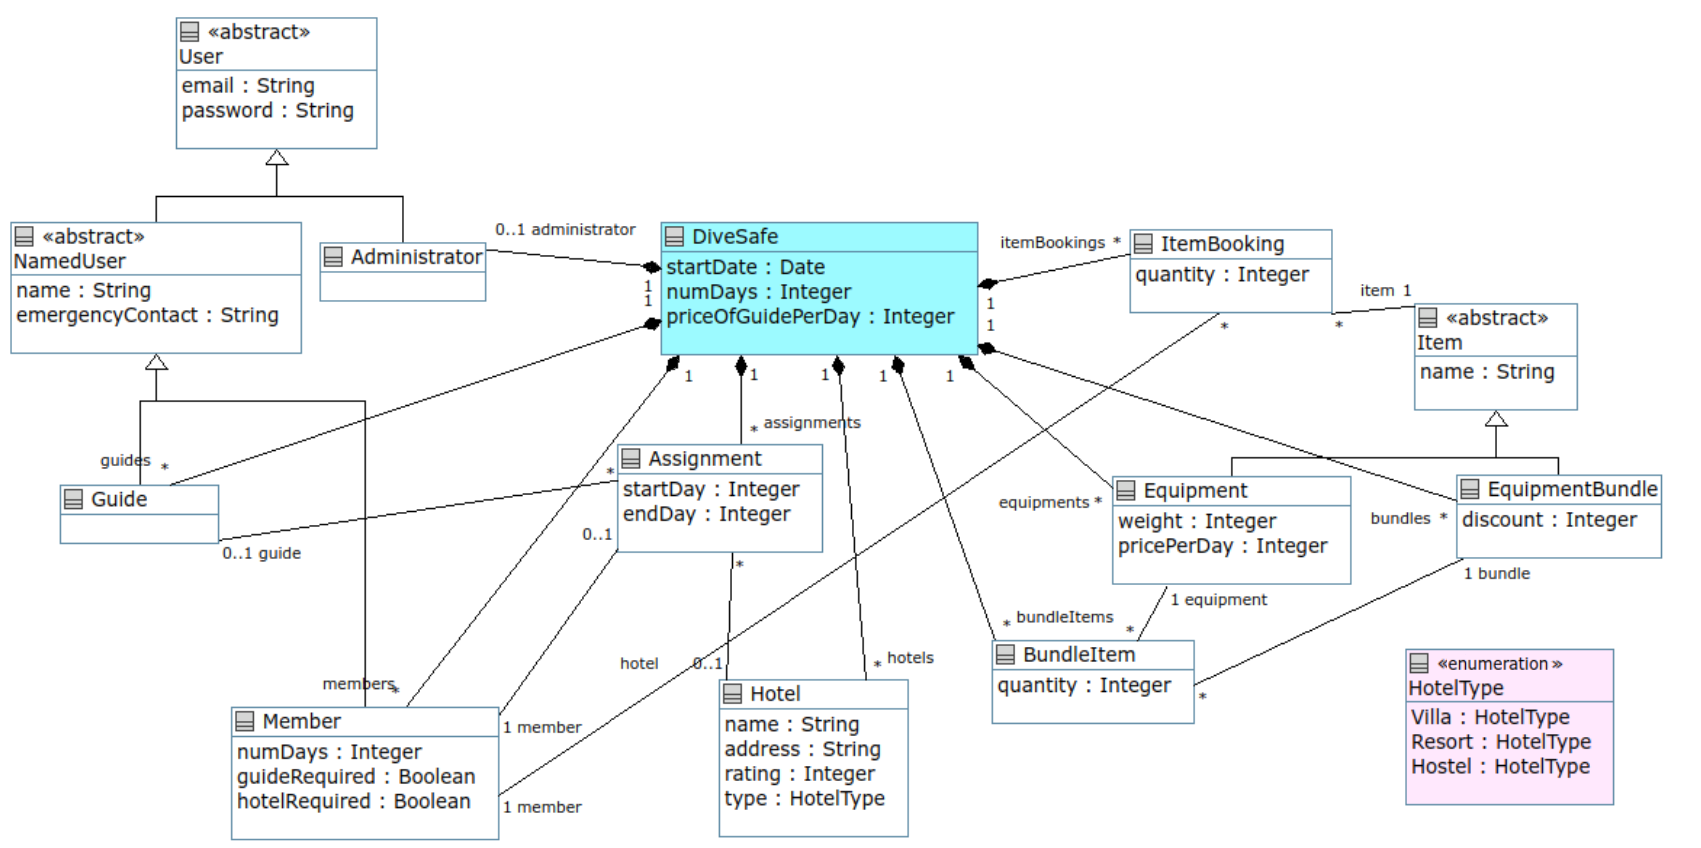 «abstract»
User
email : String
password : String
«abstract»
NamedUser
name : String
emergencyContact : String
Administrator
0..1 administrator
DiveSafe
startDate : Date
numDays : Integer
priceOfGuidePerDay : Integer
1
1
itemBookings *
1
1
ItemBooking
quantity : Integer
item 1
*
*
«abstract»
Item
name : String
1
1
1
1
1
* assignments
guides *
Guide
0..1 guide
*
Assignment
startDay : Integer
endDay : Integer
0..1
*
equipments *
Equipment
weight : Integer
pricePerDay : Integer
1 equipment
bundles *
EquipmentBundle
discount : Integer
1 bundle
* bundleItems
*
BundleItem
quantity : Integer
*
members *
Member
numDays : Integer
guideRequired : Boolean
hotelRequired : Boolean
1 member
1 member
hotel 0..1
* hotels
Hotel
name : String
address : String
rating : Integer
type : HotelType
«enumeration »
HotelType
Villa : HotelType
Resort : HotelType
Hostel : HotelType